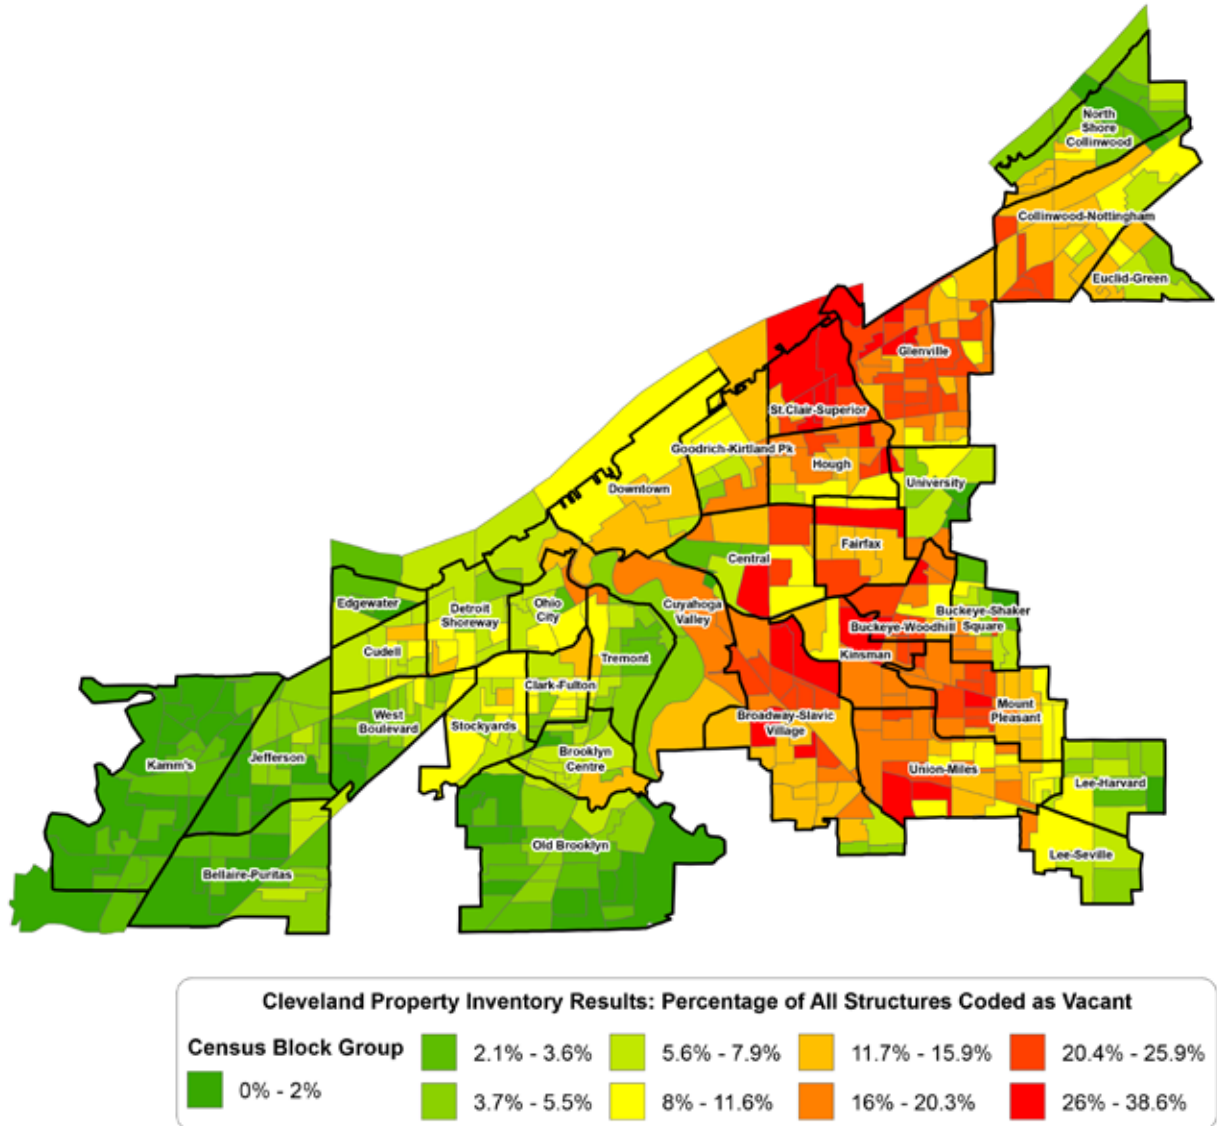 North
Shore
Collinwood
Collinwood-Nottingham
Euclid-Green
Glenville
St.Clair-Superior
Goodrich-Kirtland Pk
Hough
University
Downtown
Fairfax
Central
Edgewater
Detroit
Shoreway
Ohio
City
Cuyahoga
Valley
Buckeye-Shaker
Square
Buckeye-Woodhill
Cudell
Tremont
Kinsman
Clark-Fulton
West
Boulevard
Stockyards
Broadway-Slavic
Village
Mount
Pleasant
Kamm's
Jefferson
Brooklyn
Centre
Union-Miles
Lee-Harvard
Old Brooklyn
Lee-Seville
Bellaire-Puritas
Cleveland Property Inventory Results: Percentage of All Structures Coded as Vacant
Census Block Group
0% - 2%
2.1% - 3.6%
3.7% - 5.5%
5.6% - 7.9%
8% - 11.6%
11.7% - 15.9%
16% - 20.3%
20.4% - 25.9%
26% - 38.6%